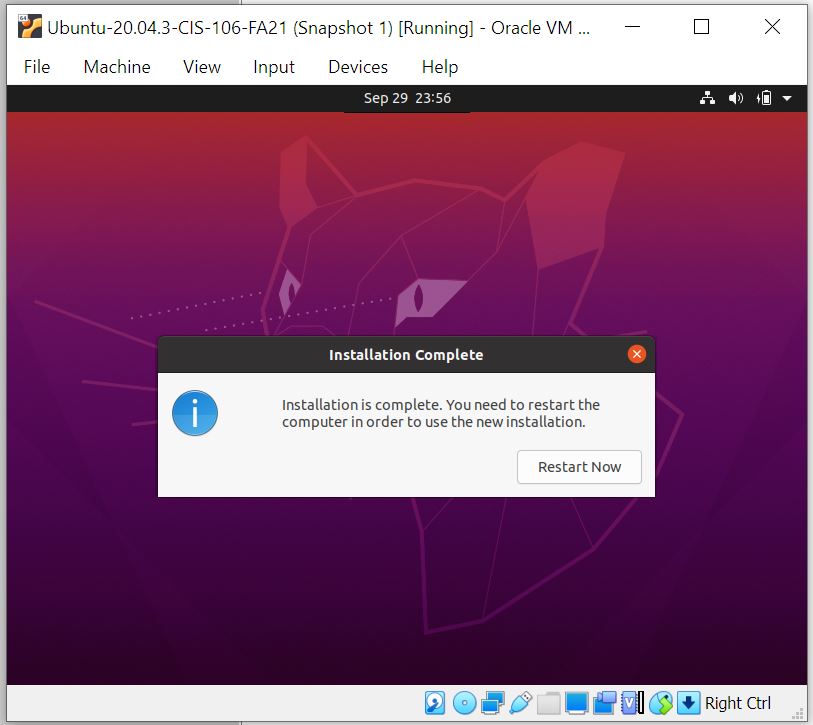 Ubuntu-20.04.3-CIS-106-FA21 (Snapshot 1) [Running] - Oracle VM ...
File Machine View Input Devices Help
Sep 29 23:56
Installation Complete
Installation is complete. You need to restart the
computer in order to use the new installation.
Restart Now
Right Ctrl